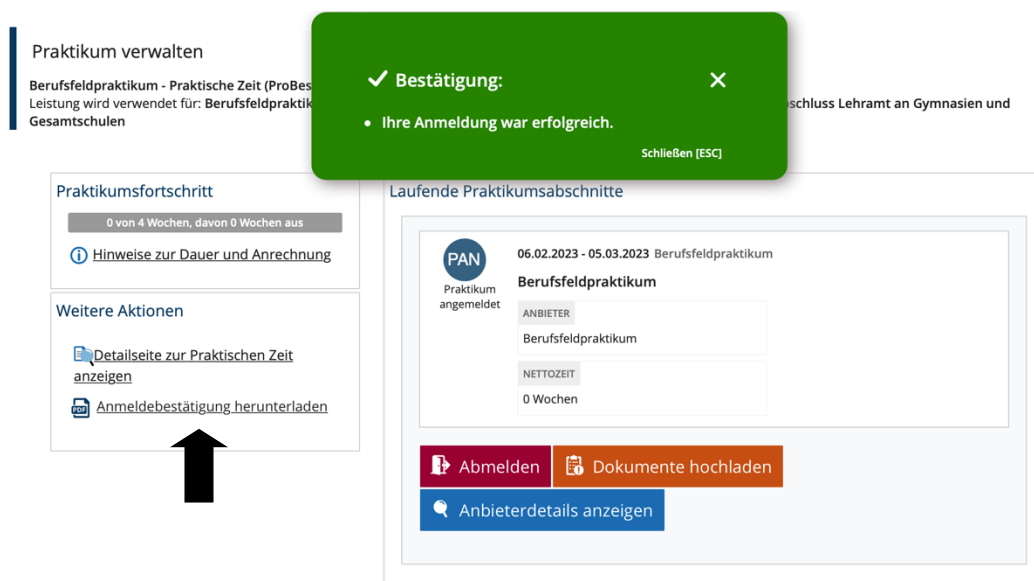 Praktikum verwalten
Berufsfeldpraktikum - Praktische Zeit (ProBes
Leistung wird verwendet für: Berufsfeldpraktik
schluss Lehramt an Gymnasien und
Gesamtschulen
Bestätigung:
Ihre Anmeldung war erfolgreich.
Schließen [ESC]
Praktikumsfortschritt
0 von 4 Wochen, davon 0 Wochen aus
Hinweise zur Dauer und Anrechnung
Weitere Aktionen
Detailseite zur Praktischen Zeit
anzeigen
PDF
Anmeldebestätigung herunterladen
Laufende Praktikumsabschnitte
PAN
Praktikum
angemeldet
06.02.2023 - 05.03.2023 Berufsfeldpraktikum
Berufsfeldpraktikum
ANBIETER
Berufsfeldpraktikum
NETTOZEIT
0 Wochen
Abmelden
Dokumente hochladen
Anbieterdetails anzeigen